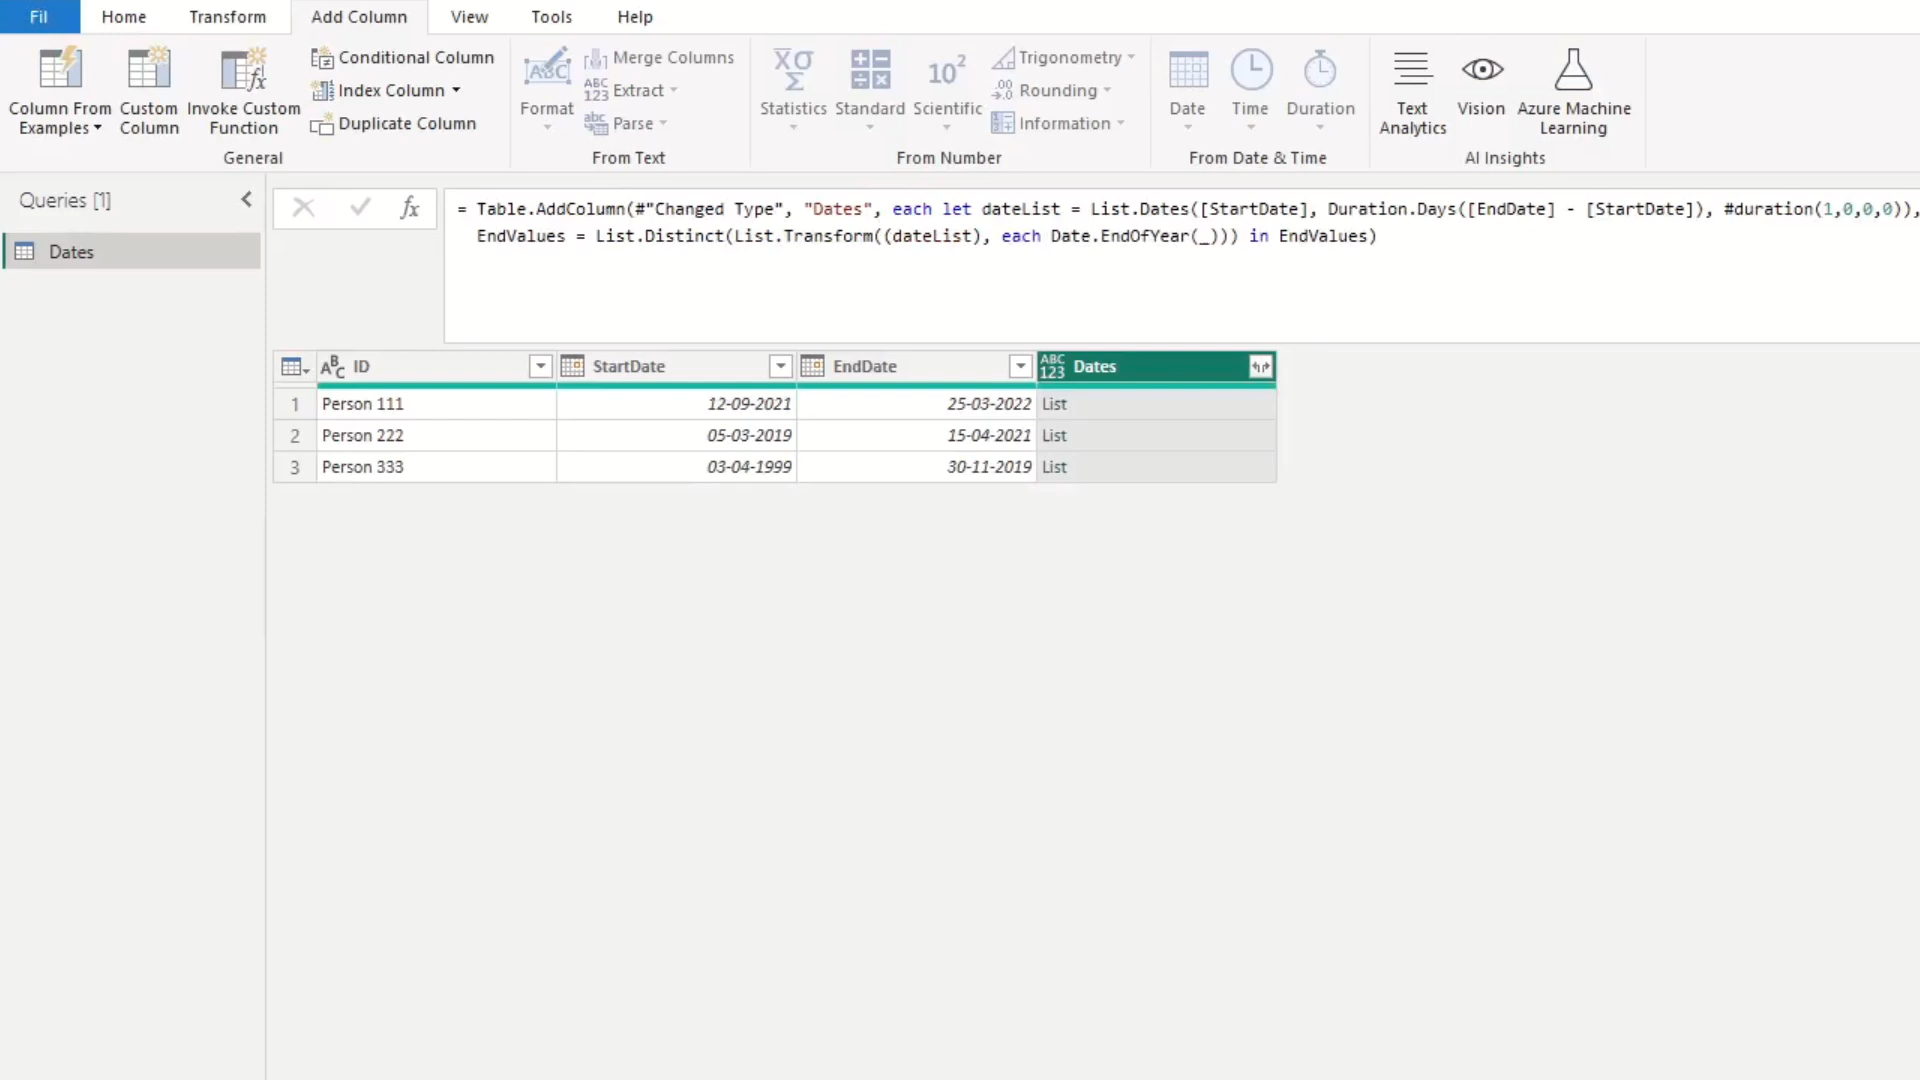 Fil Home Transform Add Column View Tools Help
Column From Examples
Custom Column
Invoke Custom Function
Conditional Column
Index Column
Duplicate Column
General
Format
Merge Columns
Extract
Parse
From Text
Statistics
Standard
Scientific
Trigonometry
Rounding
Information
From Number
Date
Time
Duration
From Date & Time
Text Analytics
Vision
Azure Machine Learning
AI Insights
Queries [1]
Dates
= Table.AddColumn(#"Changed Type", "Dates", each let dateList = List.Dates([StartDate], Duration.Days([EndDate] - [StartDate]), #duration(1,0,0,0)),
EndValues = List.Distinct(List.Transform((dateList), each Date.EndOfYear(_))) in EndValues)
ABC ID StartDate EndDate ABC 123 Dates
1 Person 111 12-09-2021 25-03-2022 List
2 Person 222 05-03-2019 15-04-2021 List
3 Person 333 03-04-1999 30-11-2019 List